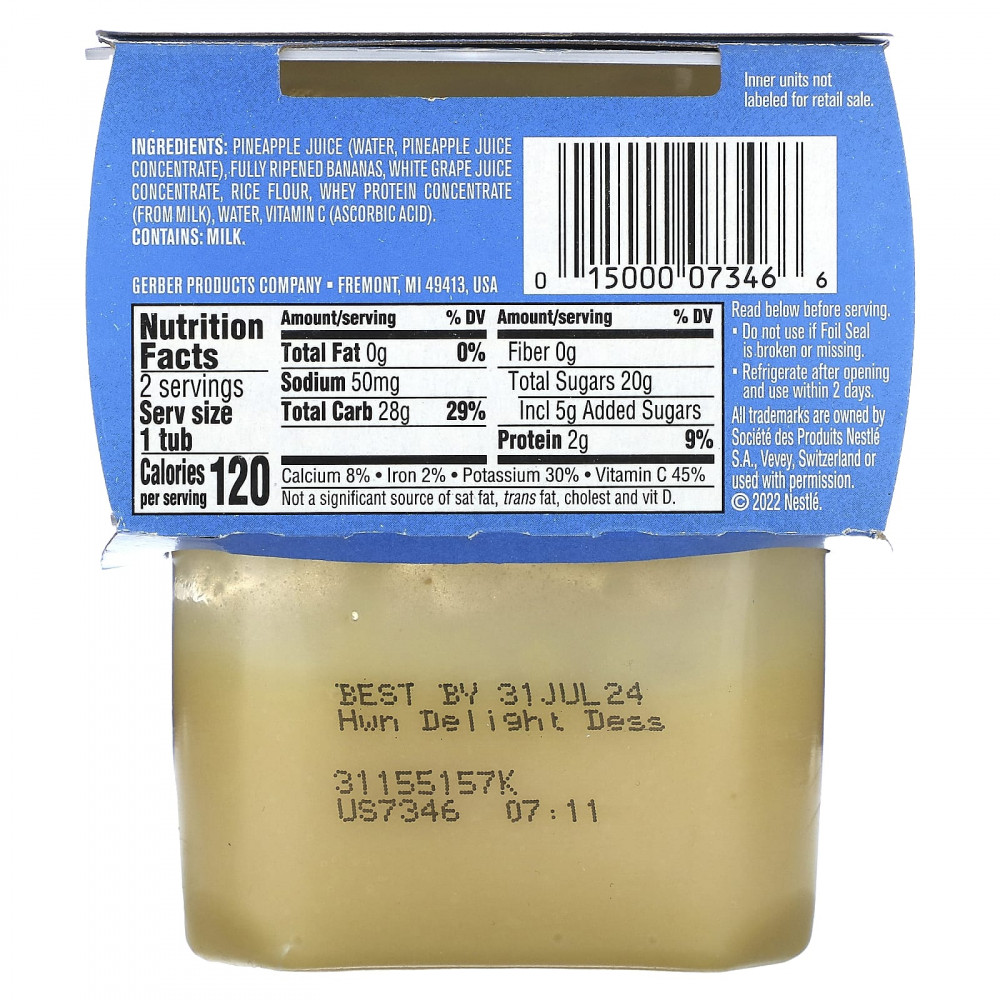 Inner units not
labeled for retail sale.
INGREDIENTS: PINEAPPLE JUICE (WATER, PINEAPPLE JUICE
CONCENTRATE), FULLY RIPENED BANANAS, WHITE GRAPE JUICE
CONCENTRATE, RICE FLOUR, WHEY PROTEIN CONCENTRATE
(FROM MILK), WATER, VITAMIN C (ASCORBIC ACID).
CONTAINS: MILK.
GERBER PRODUCTS COMPANY ▪ FREMONT, MI 49413, USA
0 15000 07346 6
Nutrition
Facts
2 servings
Serv size
1 tub
Calories 120
per serving
Amount/serving % DV
Total Fat 0g 0%
Sodium 50mg
Total Carb 28g 29%
Amount/serving % DV
Fiber 0g
Total Sugars 20g
Incl 5g Added Sugars
Protein 2g 9%
Calcium 8% • Iron 2% • Potassium 30% • Vitamin C 45%
Not a significant source of sat fat, trans fat, cholest and vit D.
Read below before serving.
▪ Do not use if Foil Seal
is broken or missing.
▪ Refrigerate after opening
and use within 2 days.
All trademarks are owned by
Société des Produits Nestlé
S.A., Vevey, Switzerland or
used with permission.
© 2022 Nestlé.
BEST BY 31JUL24
Hwn Delight Dess
31155157K
US7346 07:11